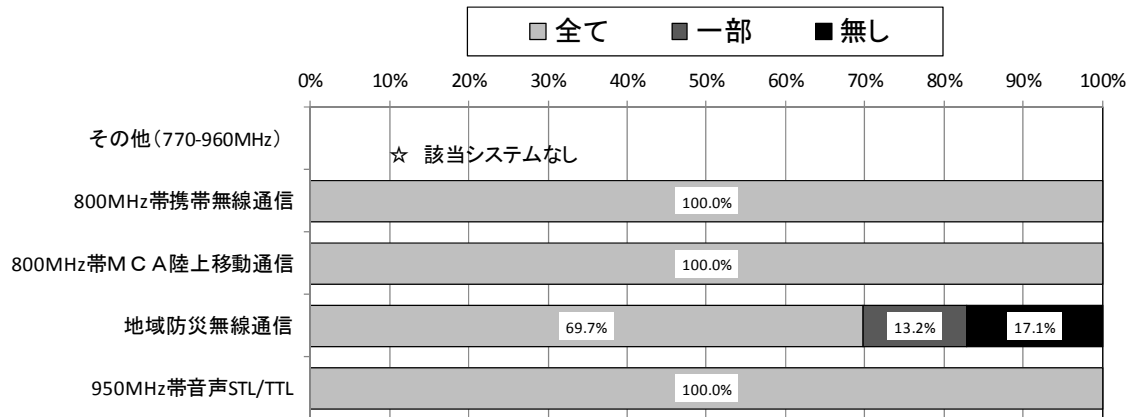 全て 一部 無し
0% 10% 20% 30% 40% 50% 60% 70% 80% 90% 100%
その他(770-960MHz)
☆ 該当システムなし
800MHz帯携帯無線通信 100.0%
800MHz帯MCA陸上移動通信 100.0%
地域防災無線通信 69.7% 13.2% 17.1%
950MHz帯音声STL/TTL 100.0%